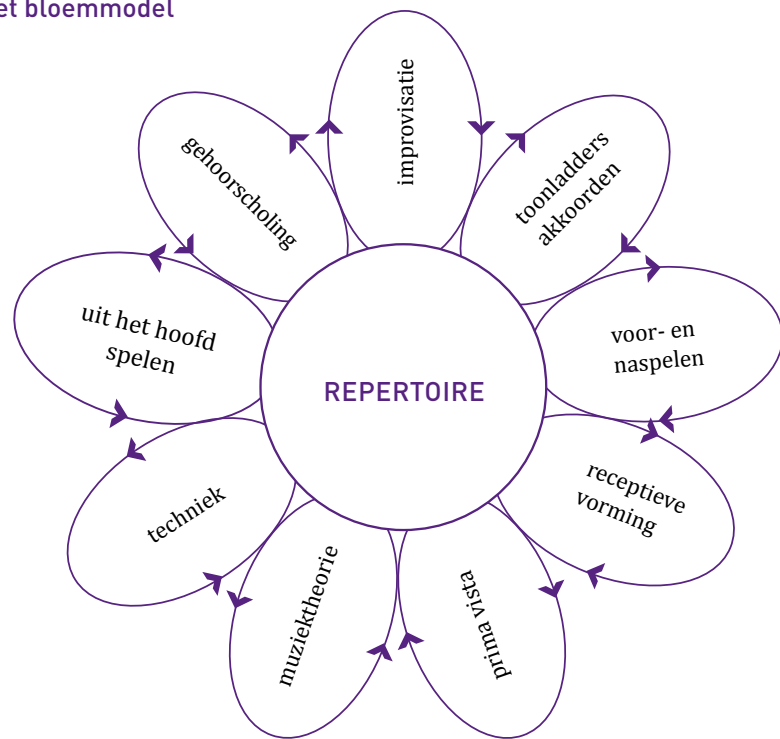 et bloemmodel
improvisatie
toonladders
akkoorden
voor- en
naspelen
receptieve
vorming
prima vista
muziektheorie
techniek
uit het hoofd
spelen
gehoorscholing
REPERTOIRE